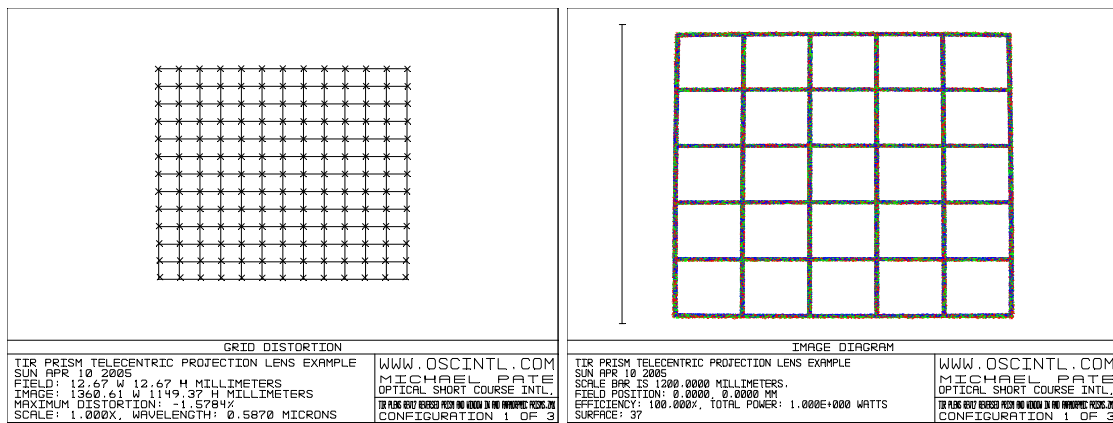 GRID DISTORTION
TIR PRISM TELECENTRIC PROJECTION LENS EXAMPLE
SUN APR 10 2005
FIELD: 12.67 W 12.67 H MILLIMETERS
IMAGE: 1360.61 W 1149.37 H MILLIMETERS
MAXIMUM DISTORTION: -1.5784%
SCALE: 1.000X, WAVELENGTH: 0.5870 MICRONS
WWW.OSCINTL.COM
MICHAEL PATE
OPTICAL SHORT COURSE INTL,
CONFIGURATION 1 OF 3
IMAGE DIAGRAM
TIR PRISM TELECENTRIC PROJECTION LENS EXAMPLE
SUN APR 10 2005
SCALE BAR IS 1200.0000 MILLIMETERS.
FIELD POSITION: 0.0000, 0.0000 MM
EFFICIENCY: 100.000%, TOTAL POWER: 1.000E+000 WATTS
SURFACE: 37
WWW.OSCINTL.COM
MICHAEL PATE
OPTICAL SHORT COURSE INTL,
CONFIGURATION 1 OF 3